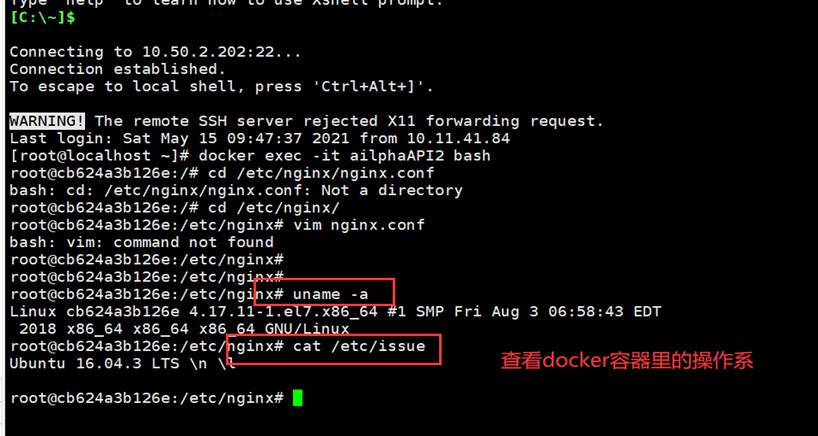 Type `help' to learn how to use Xshell prompt.
[C:\~]$
Connecting to 10.50.2.202:22...
Connection established.
To escape to local shell, press 'Ctrl+Alt+]'.
WARNING! The remote SSH server rejected X11 forwarding request.
Last login: Sat May 15 09:47:37 2021 from 10.11.41.84
[root@localhost ~]# docker exec -it ailphaAPI2 bash
root@cb624a3b126e:/# cd /etc/nginx/nginx.conf
bash: cd: /etc/nginx/nginx.conf: Not a directory
root@cb624a3b126e:/# cd /etc/nginx/
root@cb624a3b126e:/etc/nginx# vim nginx.conf
bash: vim: command not found
root@cb624a3b126e:/etc/nginx#
root@cb624a3b126e:/etc/nginx#
root@cb624a3b126e:/etc/nginx# uname -a
Linux cb624a3b126e 4.17.11-1.el7.x86_64 #1 SMP Fri Aug 3 06:58:43 EDT
2018 x86_64 x86_64 x86_64 GNU/Linux
root@cb624a3b126e:/etc/nginx# cat /etc/issue
Ubuntu 16.04.3 LTS \n \l
查看docker容器里的操作系
root@cb624a3b126e:/etc/nginx#